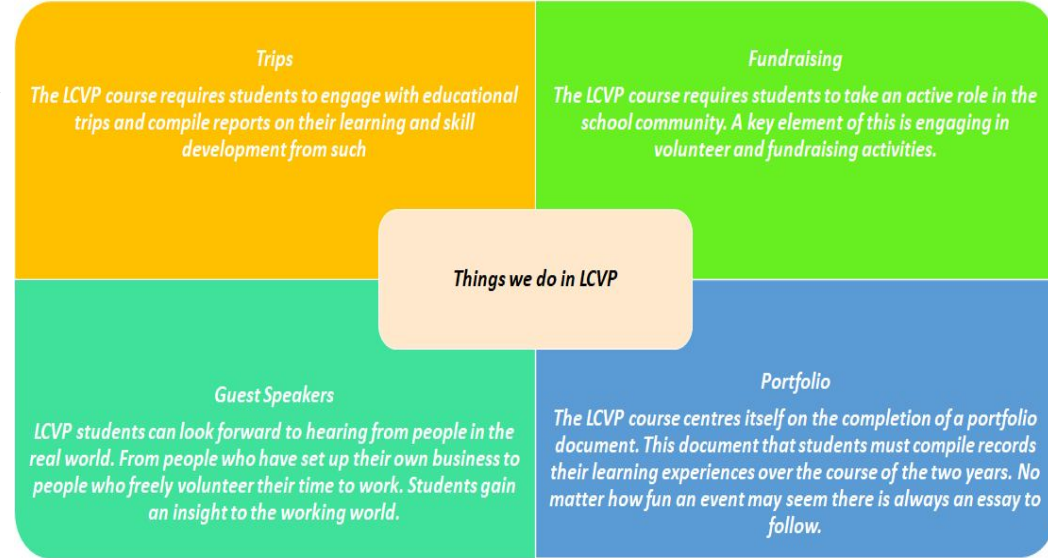 Trips
The LCVP course requires students to engage with educational
trips and compile reports on their learning and skill
development from such
Fundraising
The LCVP course requires students to take an active role in the
school community. A key element of this is engaging in
volunteer and fundraising activities.
Things we do in LCVP
Guest Speakers
LCVP students can look forward to hearing from people in the
real world. From people who have set up their own business to
people who freely volunteer their time to work. Students gain
an insight to the working world.
Portfolio
The LCVP course centres itself on the completion of a portfolio
document. This document that students must compile records
their learning experiences over the course of the two years. No
matter how fun an event may seem there is always an essay to
follow.